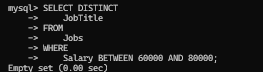 mysql> SELECT DISTINCT
    ->     JobTitle
    -> FROM
    ->     Jobs
    -> WHERE
    ->     Salary BETWEEN 60000 AND 80000;
Empty set (0.00 sec)